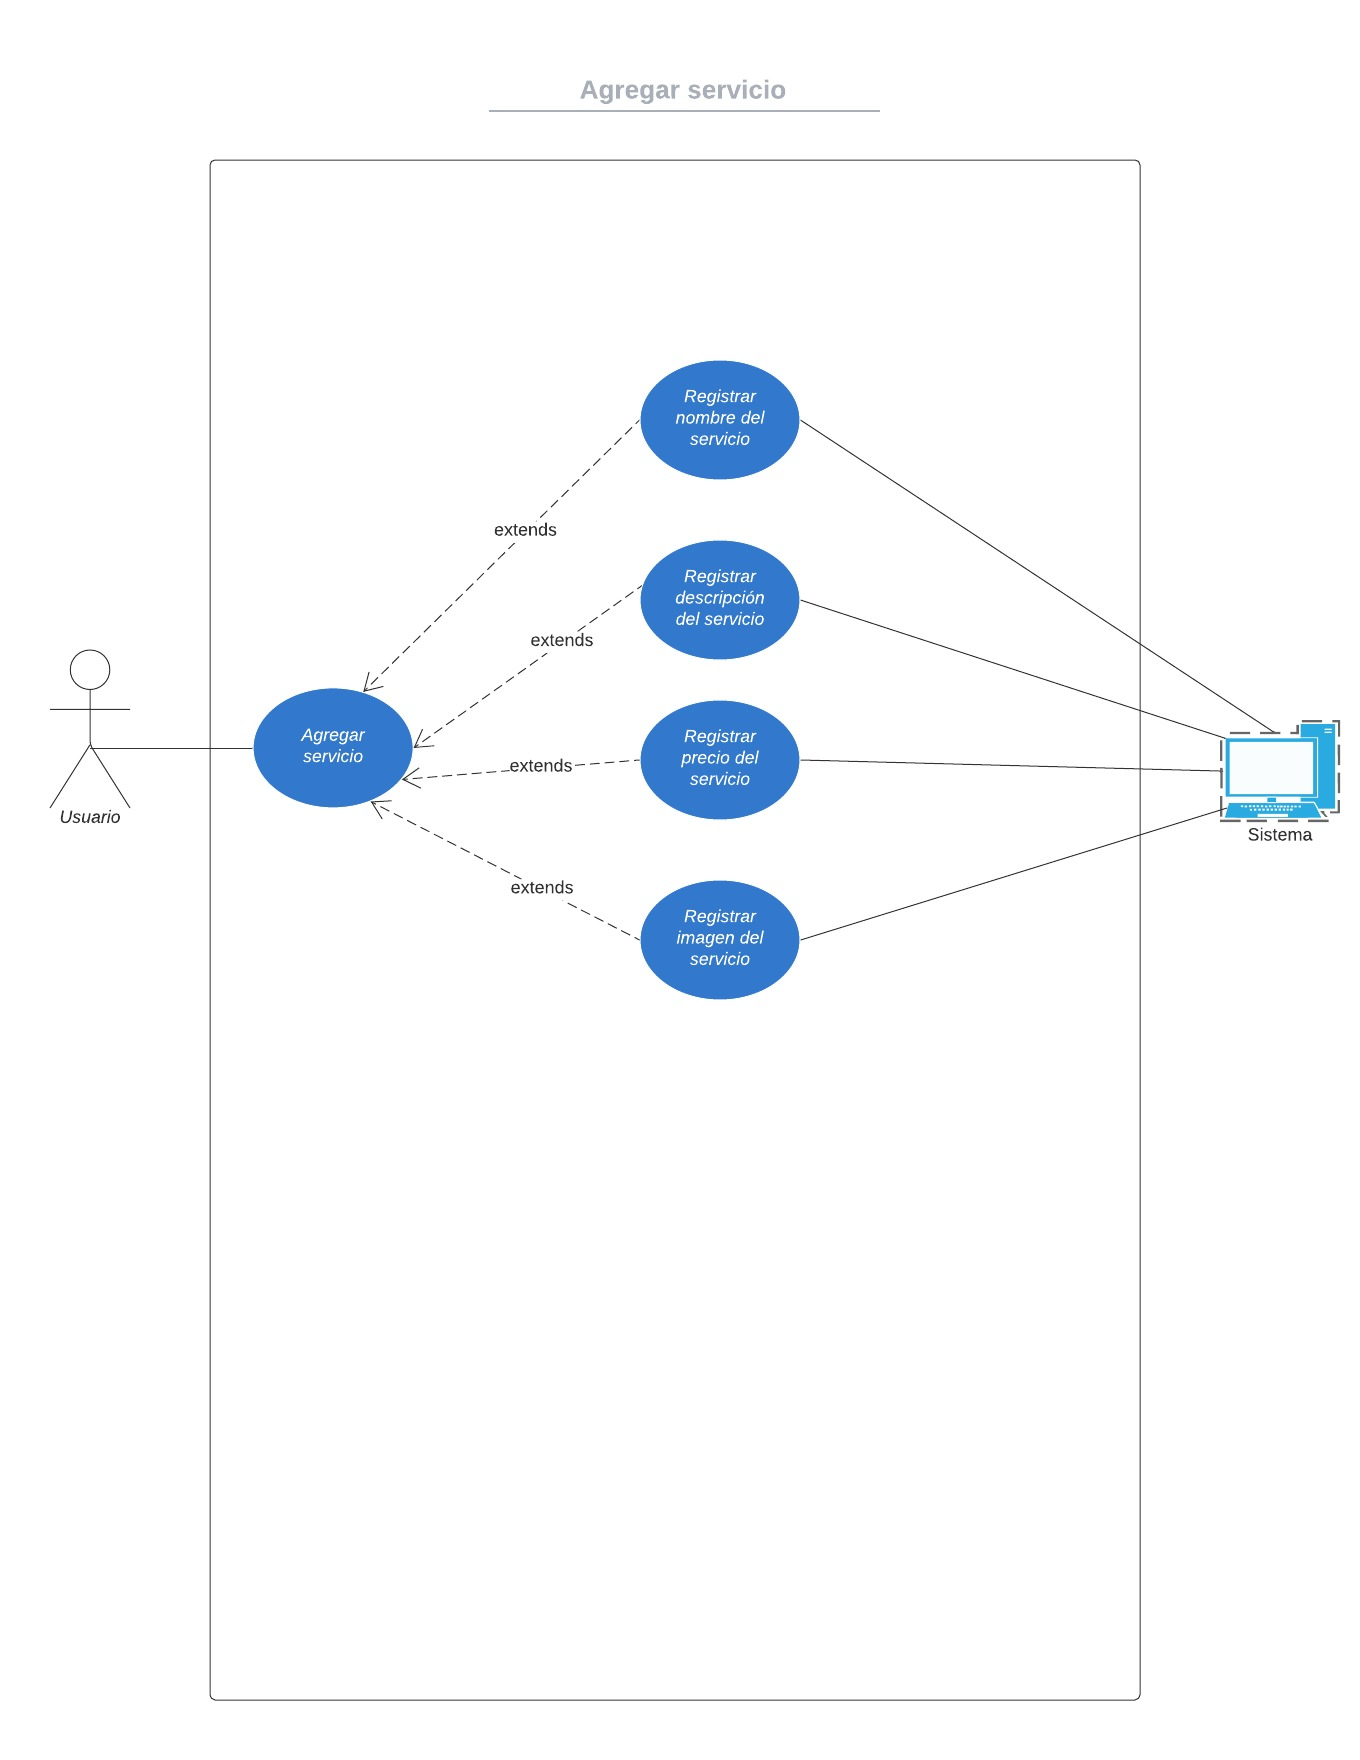 Agregar servicio
Registrar
nombre del
servicio
extends
Registrar
descripción
del servicio
extends
Usuario
Agregar
servicio
Registrar
precio del
servicio
extends
Sistema
extends
Registrar
imagen del
servicio